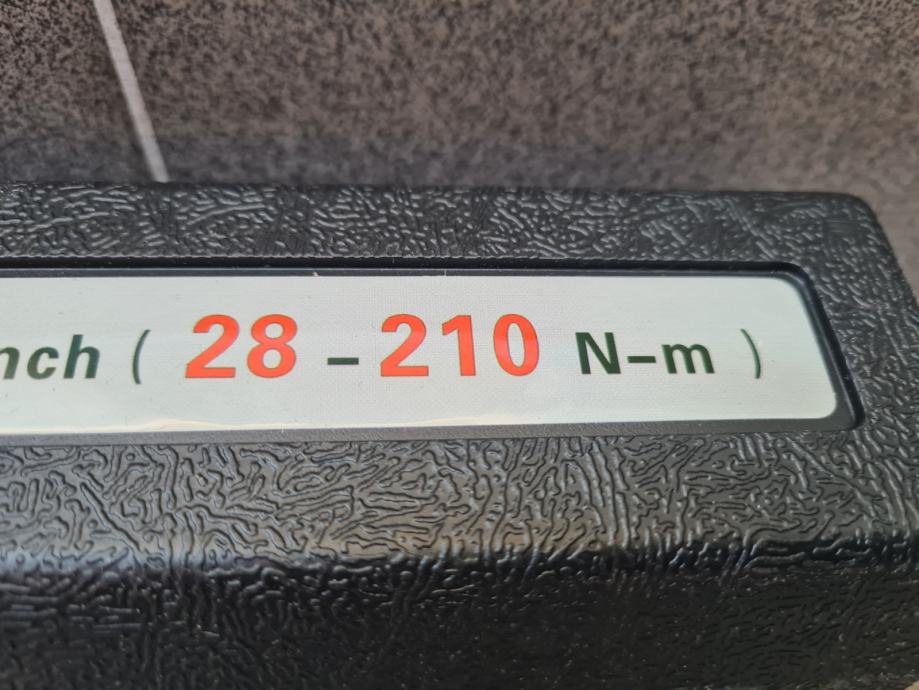 nch ( 28 - 210 N-m )